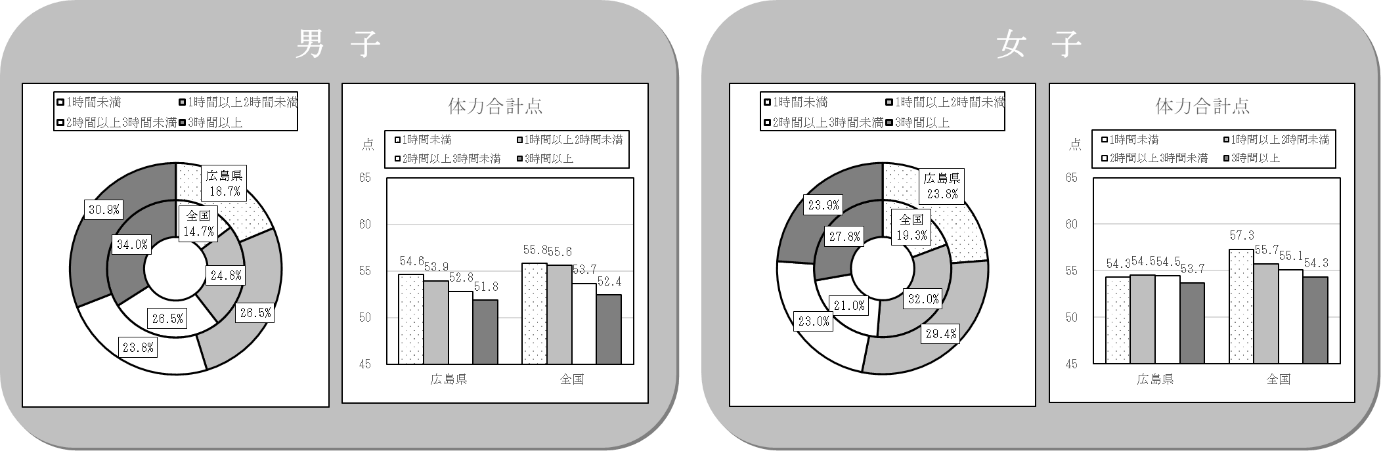 男 子
1時間未満
1時間以上2時間未満
2時間以上3時間未満
3時間以上
広島県
18.7%
全国
14.7%
30.9%
34.0%
24.8%
26.5%
26.5%
23.8%
体力合計点
点
1時間未満
1時間以上2時間未満
2時間以上3時間未満
3時間以上
65
60
55
50
45
54.6
53.9
52.8
51.8
55.8
55.6
53.7
52.4
広島県
全国
女 子
1時間未満
1時間以上2時間未満
2時間以上3時間未満
3時間以上
広島県
23.8%
全国
19.3%
23.9%
27.8%
32.0%
21.0%
23.0%
29.4%
体力合計点
点
1時間未満
1時間以上2時間未満
2時間以上3時間未満
3時間以上
65
60
55
50
45
54.3
54.5
54.5
53.7
57.3
55.7
55.1
54.3
広島県
全国